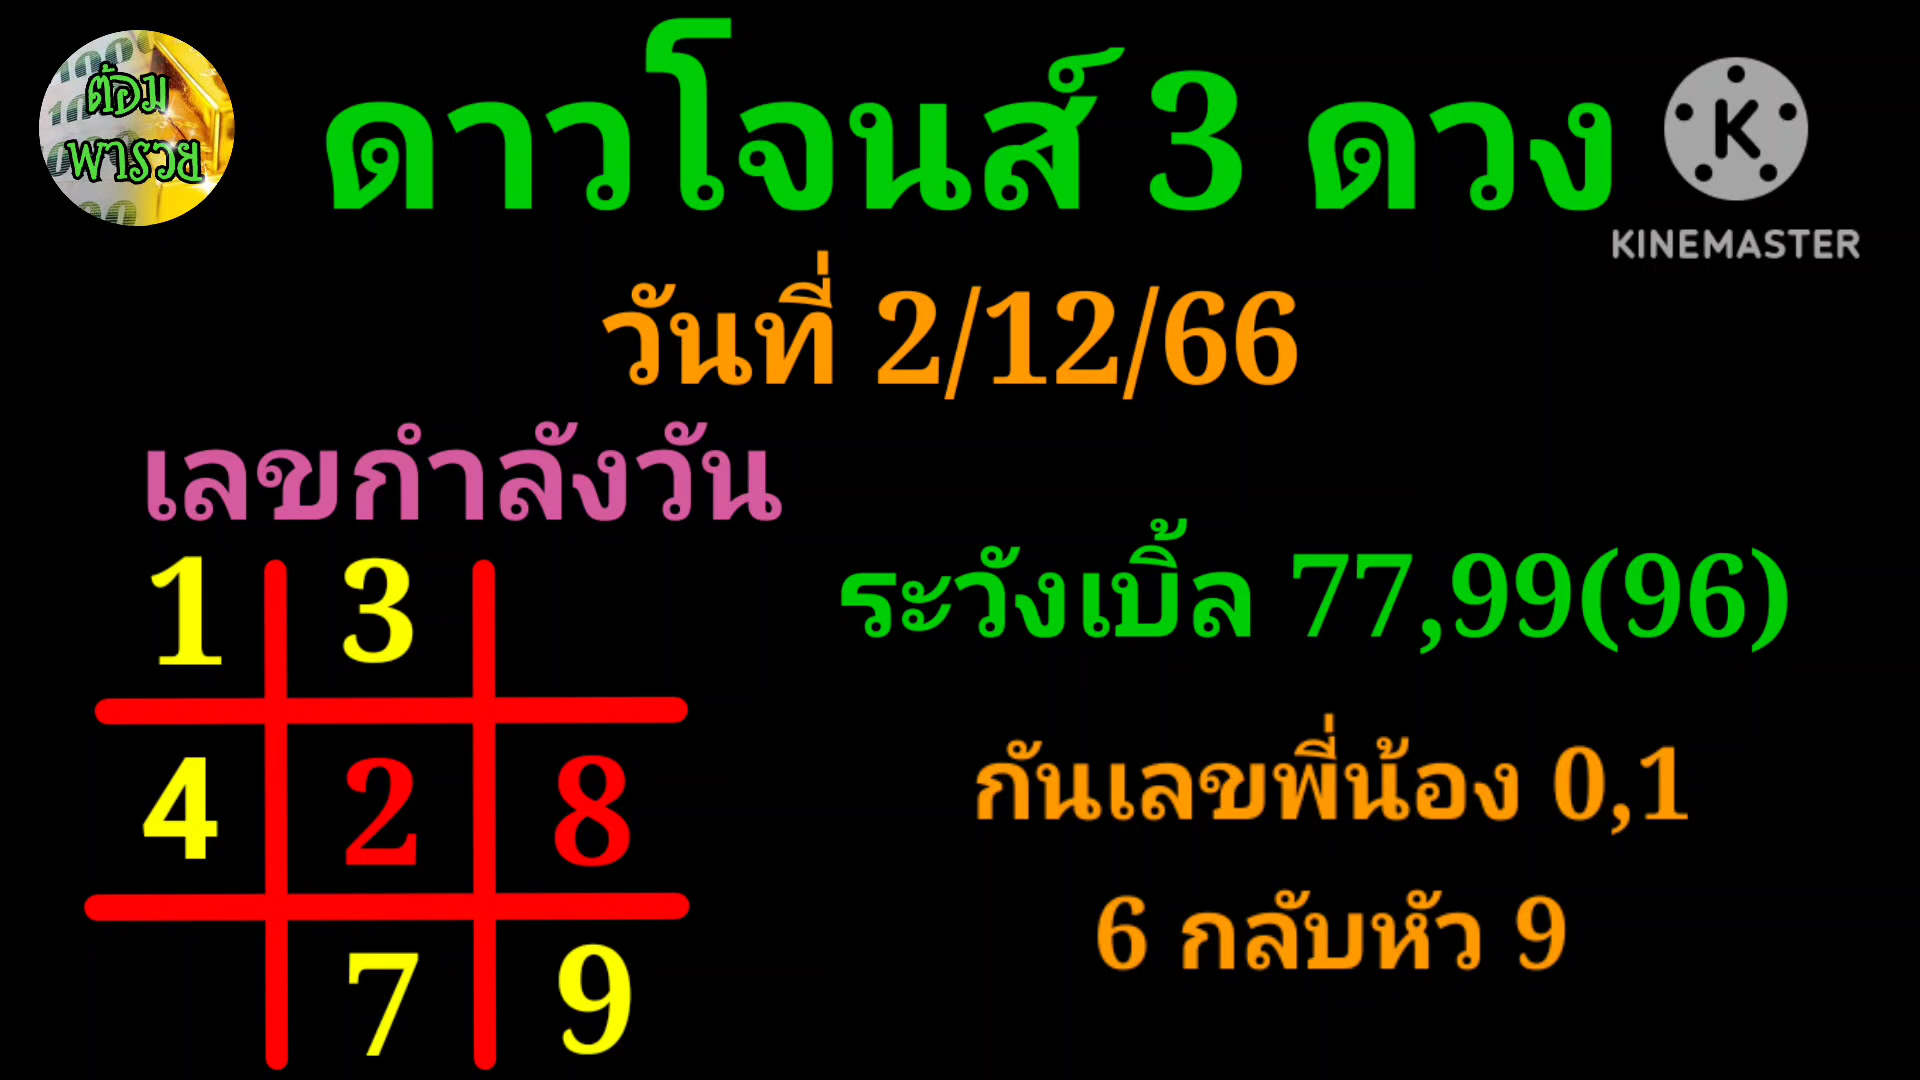 ต้อม
พารวย
ดาวโจนส์ 3 ดวง
KINEMASTER
วันที่ 2/12/66
เลขกำลังวัน
1 3
4 2 8
7 9
ระวังเบิ้ล 77,99(96)
กันเลขพี่น้อง 0,1
6 กลับหัว 9